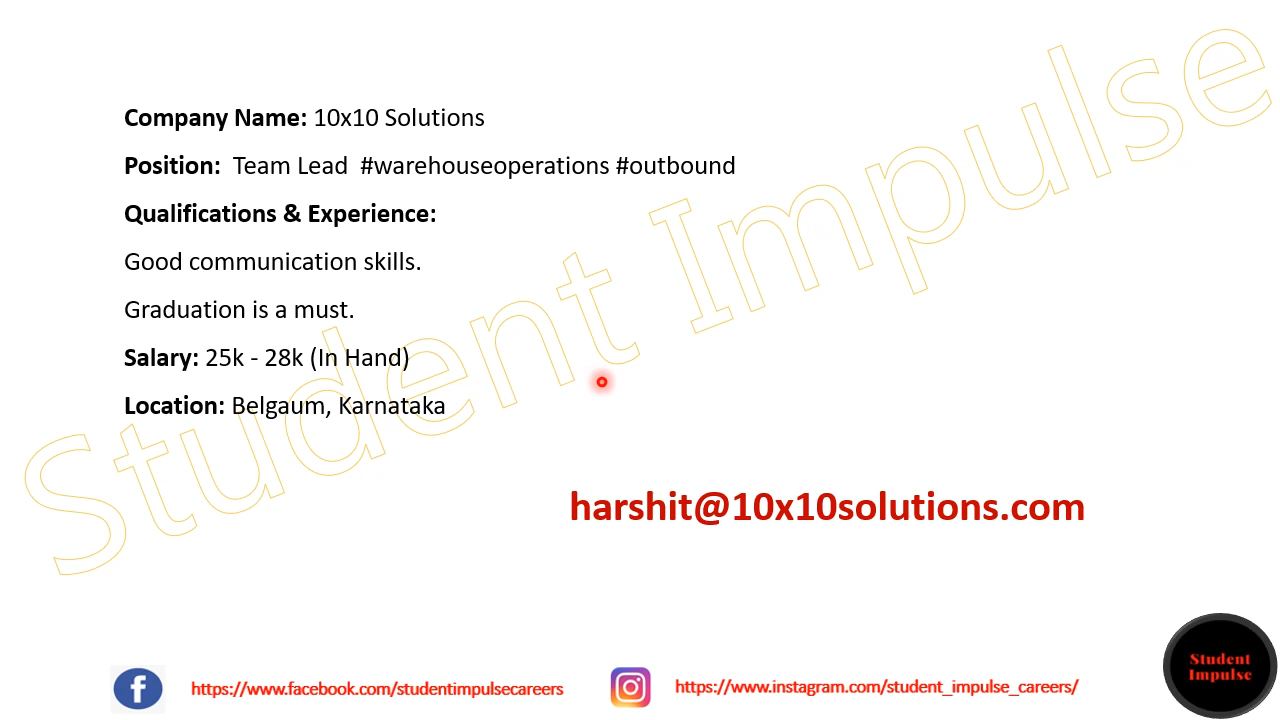 Company Name: 10x10 Solutions
Position: Team Lead #warehouseoperations #outbound
Qualifications & Experience:
Good communication skills.
Graduation is a must.
Salary: 25k - 28k (In Hand)
Location: Belgaum, Karnataka
Student Impulse
harshit@10x10solutions.com
https://www.facebook.com/studentimpulsecareers
https://www.instagram.com/student_impulse_careers/
Student
Impulse